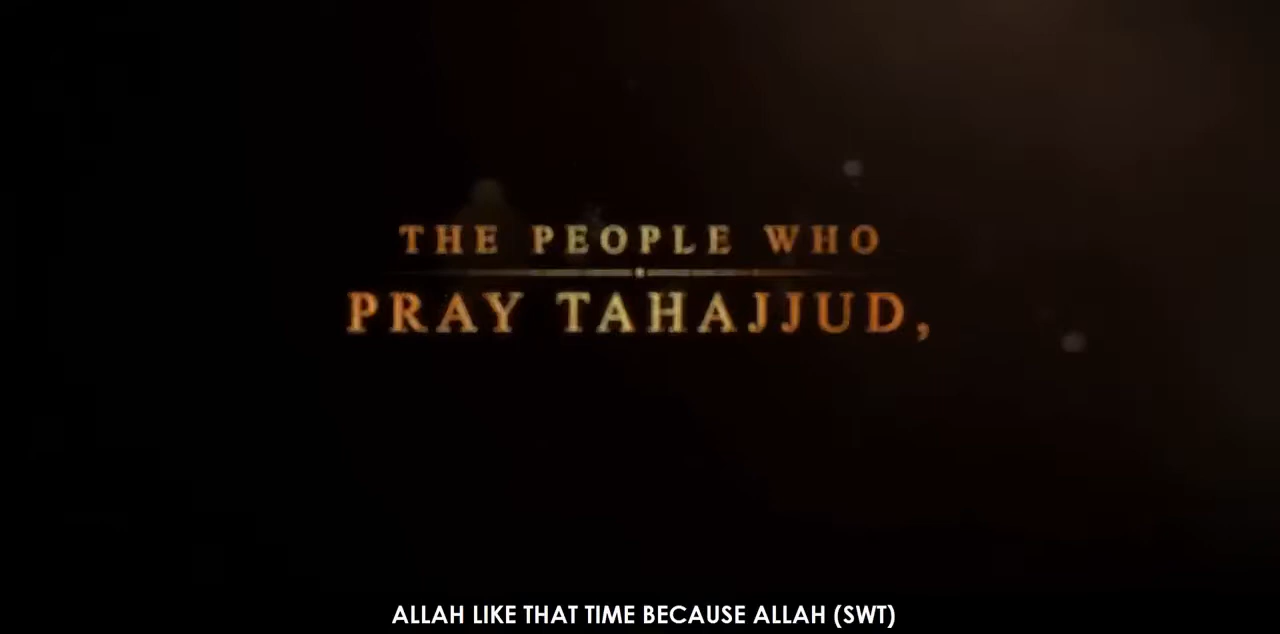 THE PEOPLE WHO
PRAY TAHAJJUD,
ALLAH LIKE THAT TIME BECAUSE ALLAH (SWT)